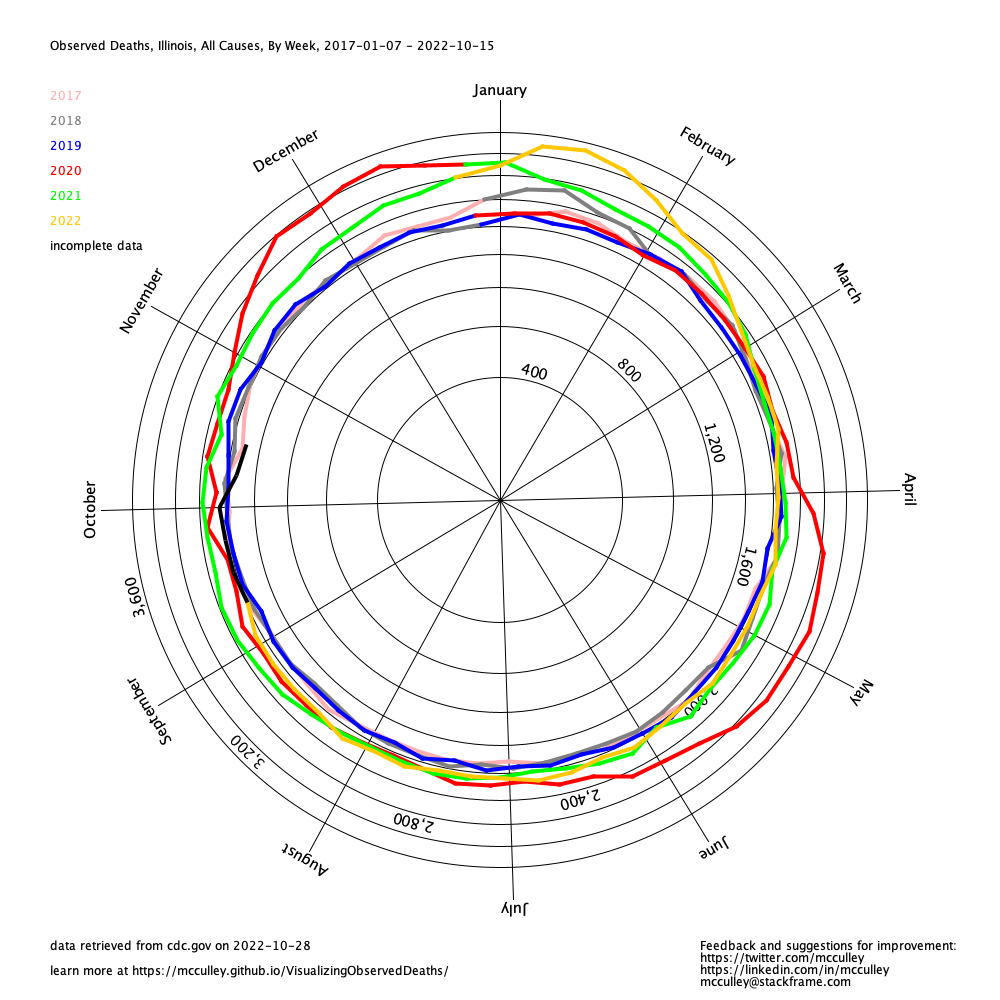 Observed Deaths, Illinois, All Causes, By Week, 2017-01-07 - 2022-10-15
2017
2018
2019
2020
2021
2022
incomplete data
January
February
March
April
May
June
July
August
September
October
November
December
400
800
1,200
1,600
2,000
2,400
2,800
3,200
3,600
data retrieved from cdc.gov on 2022-10-28
learn more at https://mcculley.github.io/VisualizingObservedDeaths/
Feedback and suggestions for improvement:
https://twitter.com/mcculley
https://linkedin.com/in/mcculley
mcculley@stackframe.com